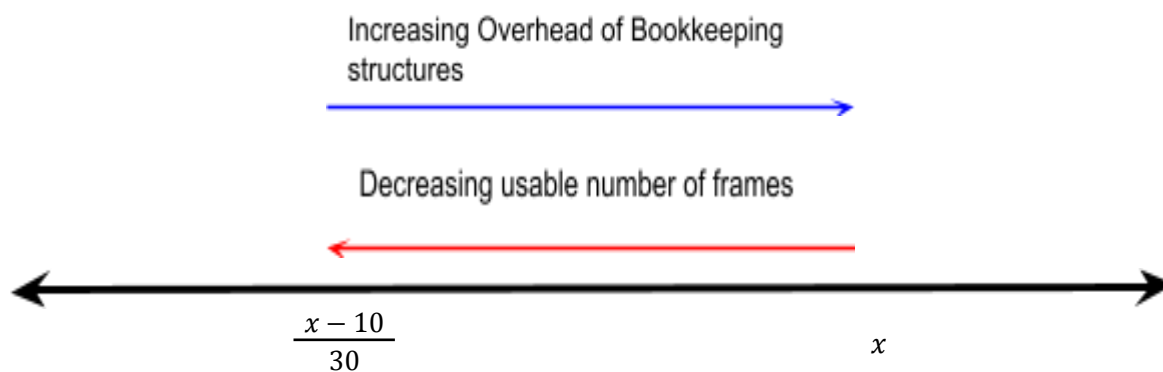 Increasing Overhead of Bookkeeping
structures
Decreasing usable number of frames
x − 10
30
x